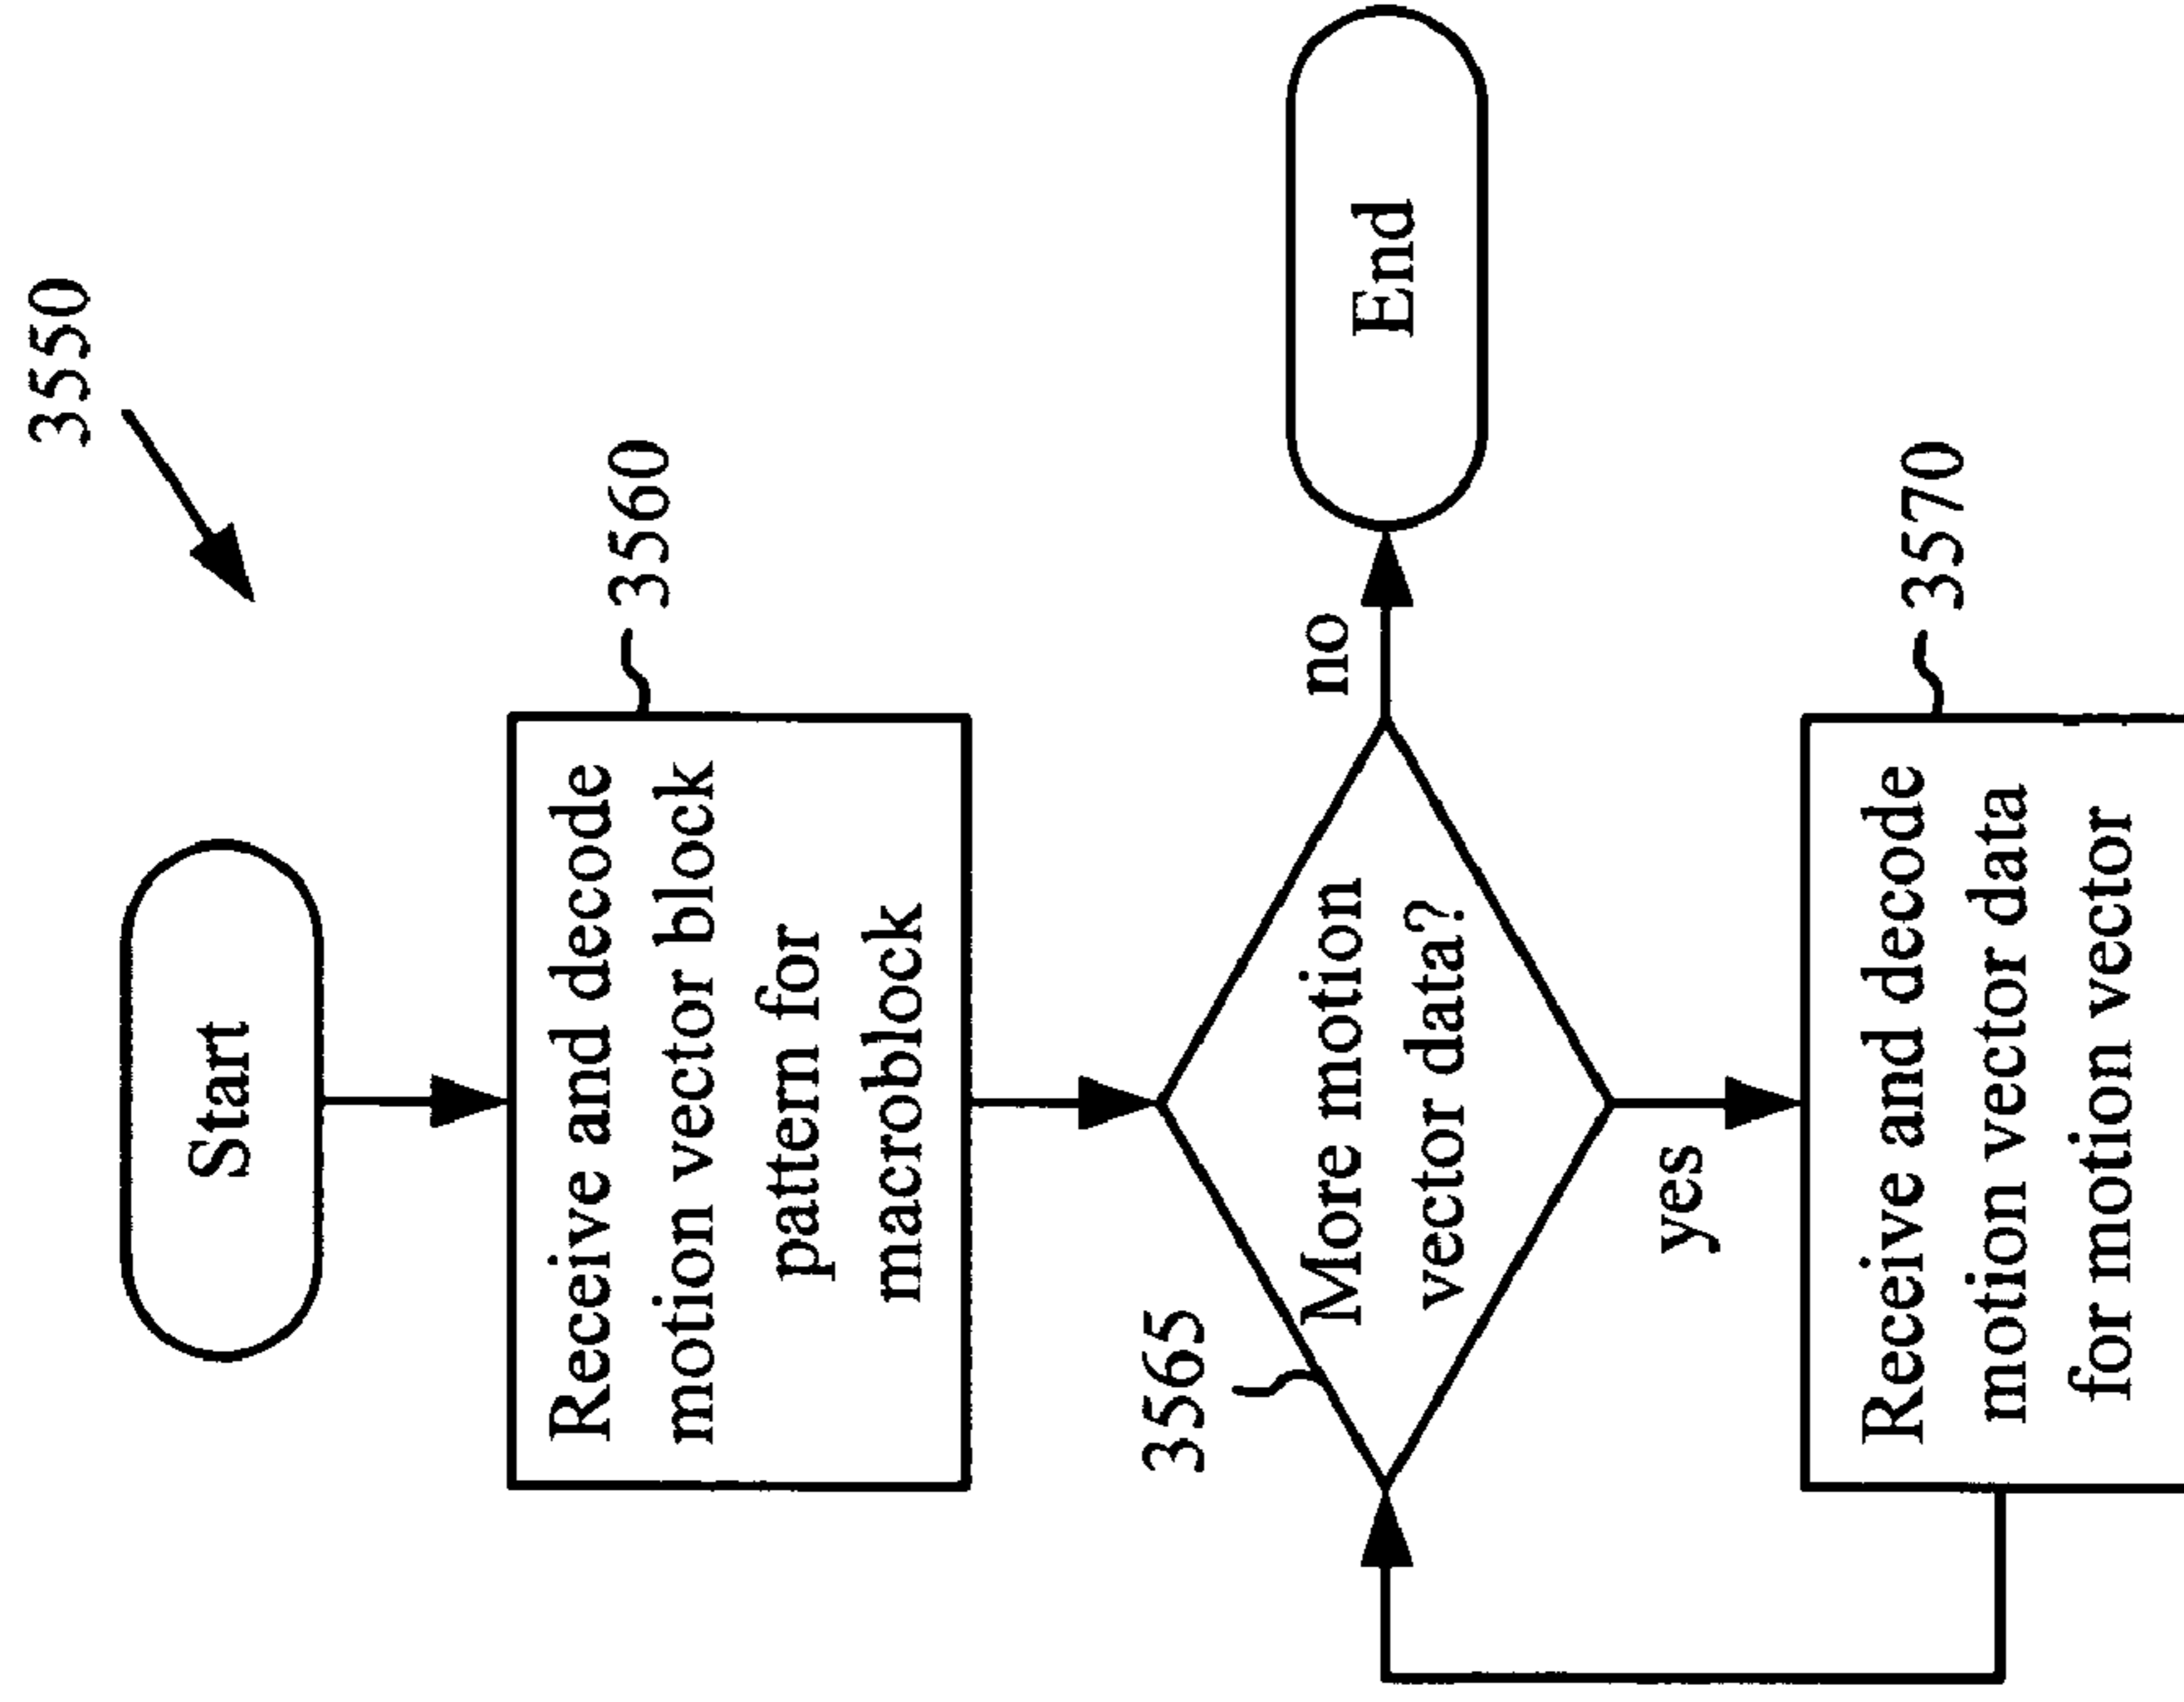 3550
Start
3560
Receive and decode
motion vector block
pattern for
macroblock
3565
More motion
vector data?
no
End
yes
3570
Receive and decode
motion vector data
for motion vector